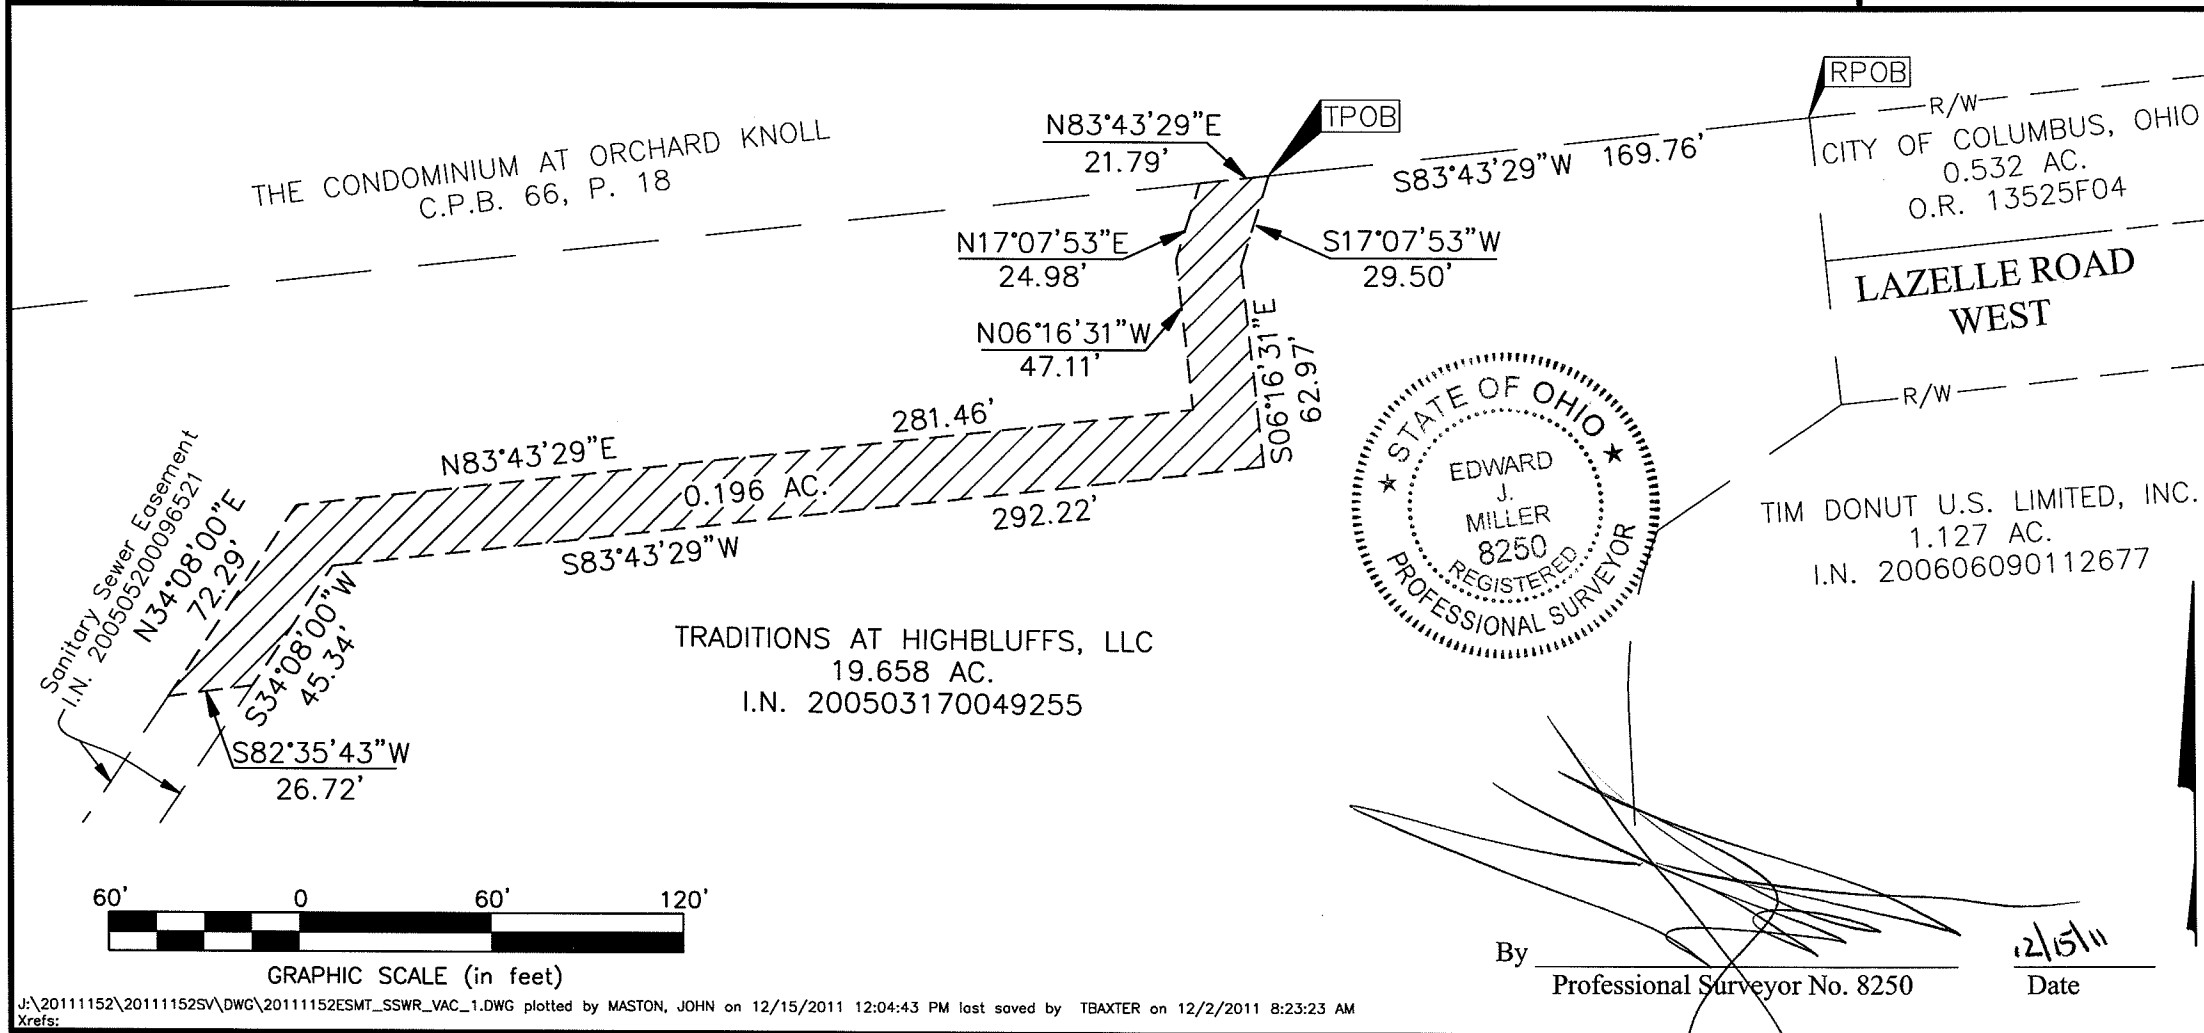 RPOB
R/W
CITY OF COLUMBUS, OHIO
0.532 AC.
O.R. 13525F04
TPOB
N83°43'29"E
21.79'
S83°43'29"W 169.76'
THE CONDOMINIUM AT ORCHARD KNOLL
C.P.B. 66, P. 18
N17°07'53"E
24.98'
S17°07'53"W
29.50'
LAZELLE ROAD
WEST
N06°16'31"W
47.11'
S06°16'31"E
62.97'
R/W
281.46'
N83°43'29"E
0.196 AC.
292.22'
S83°43'29"W
STATE OF OHIO
EDWARD
J.
MILLER
8250
REGISTERED
PROFESSIONAL SURVEYOR
TIM DONUT U.S. LIMITED, INC.
1.127 AC.
I.N. 200606090112677
Sanitary Sewer Easement
I.N. 200505200096521
N34°08'00"E
72.29'
S34°08'00"W
45.34'
TRADITIONS AT HIGHBLUFFS, LLC
19.658 AC.
I.N. 200503170049255
S82°35'43"W
26.72'
60' 0 60' 120'
GRAPHIC SCALE (in feet)
By
12/15/11
Professional Surveyor No. 8250
Date
J:\20111152\20111152SV\DWG\20111152ESMT_SSWR_VAC_1.DWG plotted by MASTON, JOHN on 12/15/2011 12:04:43 PM last saved by TBAXTER on 12/2/2011 8:23:23 AM
Xrefs: